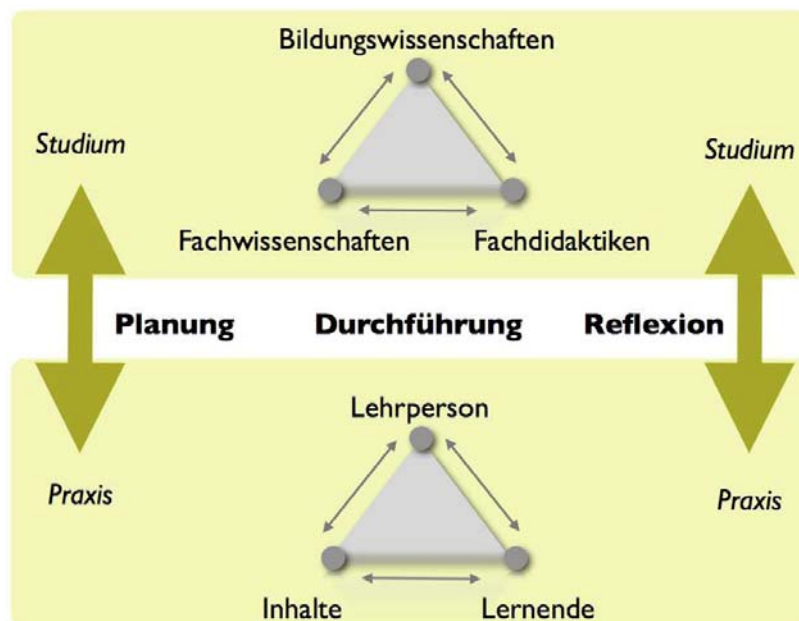 Bildungswissenschaften
Studium
Studium
Fachwissenschaften
Fachdidaktiken
Planung
Durchführung
Reflexion
Lehrperson
Praxis
Praxis
Inhalte
Lernende